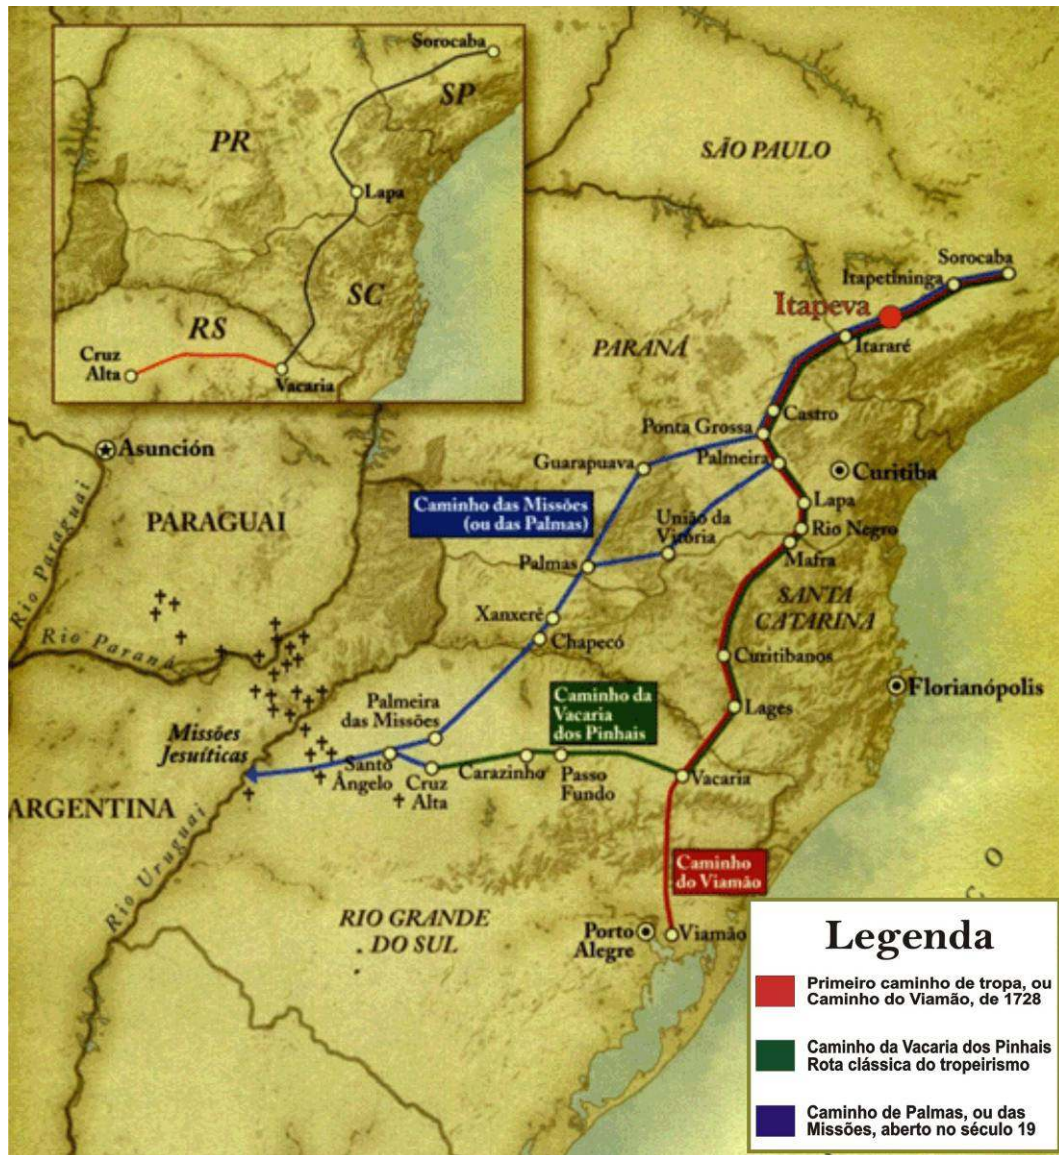 Sorocaba
SP
PR
Lapa
SC
RS
Cruz
Alta
Vacaria
SÃO PAULO
Sorocaba
Itapetininga
Itapeva
Itararé
PARANÁ
Castro
Ponta Grossa
Asunción
Guarapuava
Palmeira
Curitiba
Caminho das Missões
(ou das Palmas)
Lapa
PARAGUAI
União da
Vitória
Rio Negro
Mafra
Rio Paraguai
Palmas
SANTA
CATARINA
Xanxerê
Chapecó
Rio Paraná
Curitibanos
Florianópolis
Palmeira
das Missões
Caminho da
Vacaria
dos Pinhais
Lages
Missões
Jesuíticas
Santo
Ângelo
Cruz
Alta
Carazinho
Passo
Fundo
Vacaria
ARGENTINA
Rio Uruguai
Caminho
do Viamão
C O
RIO GRANDE
DO SUL
Porto
Alegre
Viamão
Legenda
Primeiro caminho de tropa, ou
Caminho do Viamão, de 1728
Caminho da Vacaria dos Pinhais
Rota clássica do tropeirismo
Caminho de Palmas, ou das
Missões, aberto no século 19